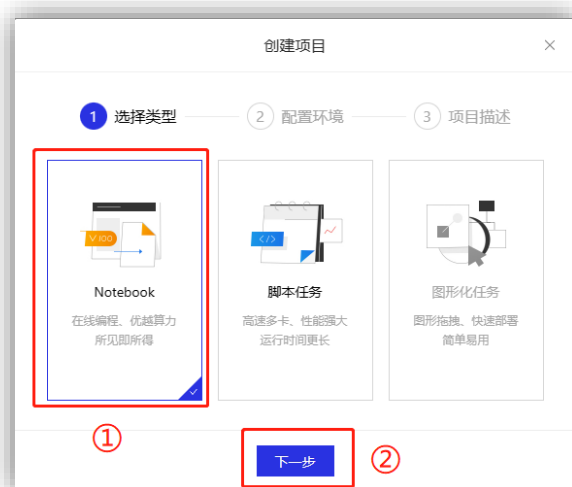 创建项目
1 选择类型
2 配置环境
3 项目描述
V100
Notebook
在线编程、优越算力
所见即所得
</>
脚本任务
高速多卡、性能强大
运行时间更长
图形化任务
图形拖拽、快速部署
简单易用
①
下一步
②